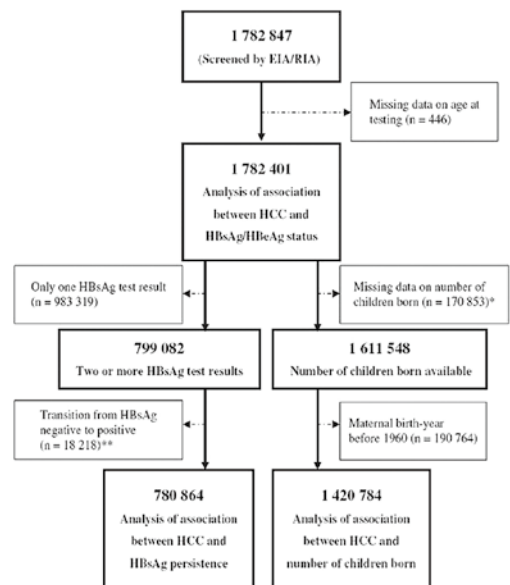 1 782 847
(Screened by EIA/RIA)
Missing data on age at
testing (n = 446)
1 782 401
Analysis of association
between HCC and
HBsAg/HBeAg status
Only one HBsAg test result
(n = 983 319)
Missing data on number of
children born (n = 170 853)*
799 082
Two or more HBsAg test results
1 611 548
Number of children born available
Transition from HBsAg
negative to positive
(n = 18 218)**
Maternal birth-year
before 1960 (n = 190 764)
780 864
Analysis of association
between HCC and
HBsAg persistence
1 420 784
Analysis of association
between HCC and
number of children born